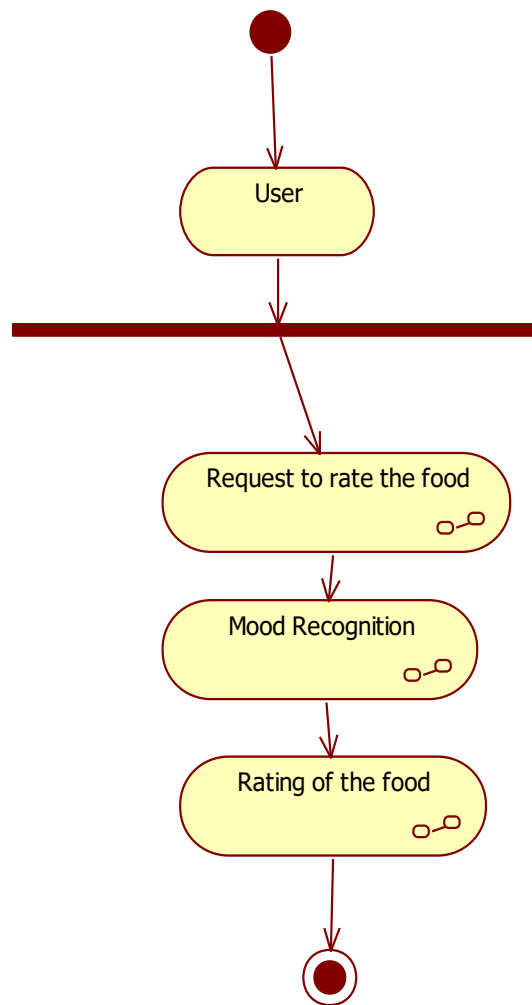 User
Request to rate the food
Mood Recognition
Rating of the food